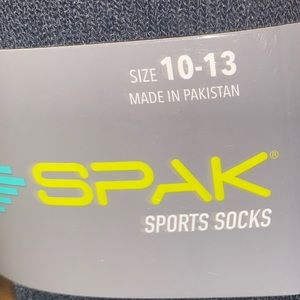 SIZE 10-13
MADE IN PAKISTAN
SPAK®
SPORTS SOCKS